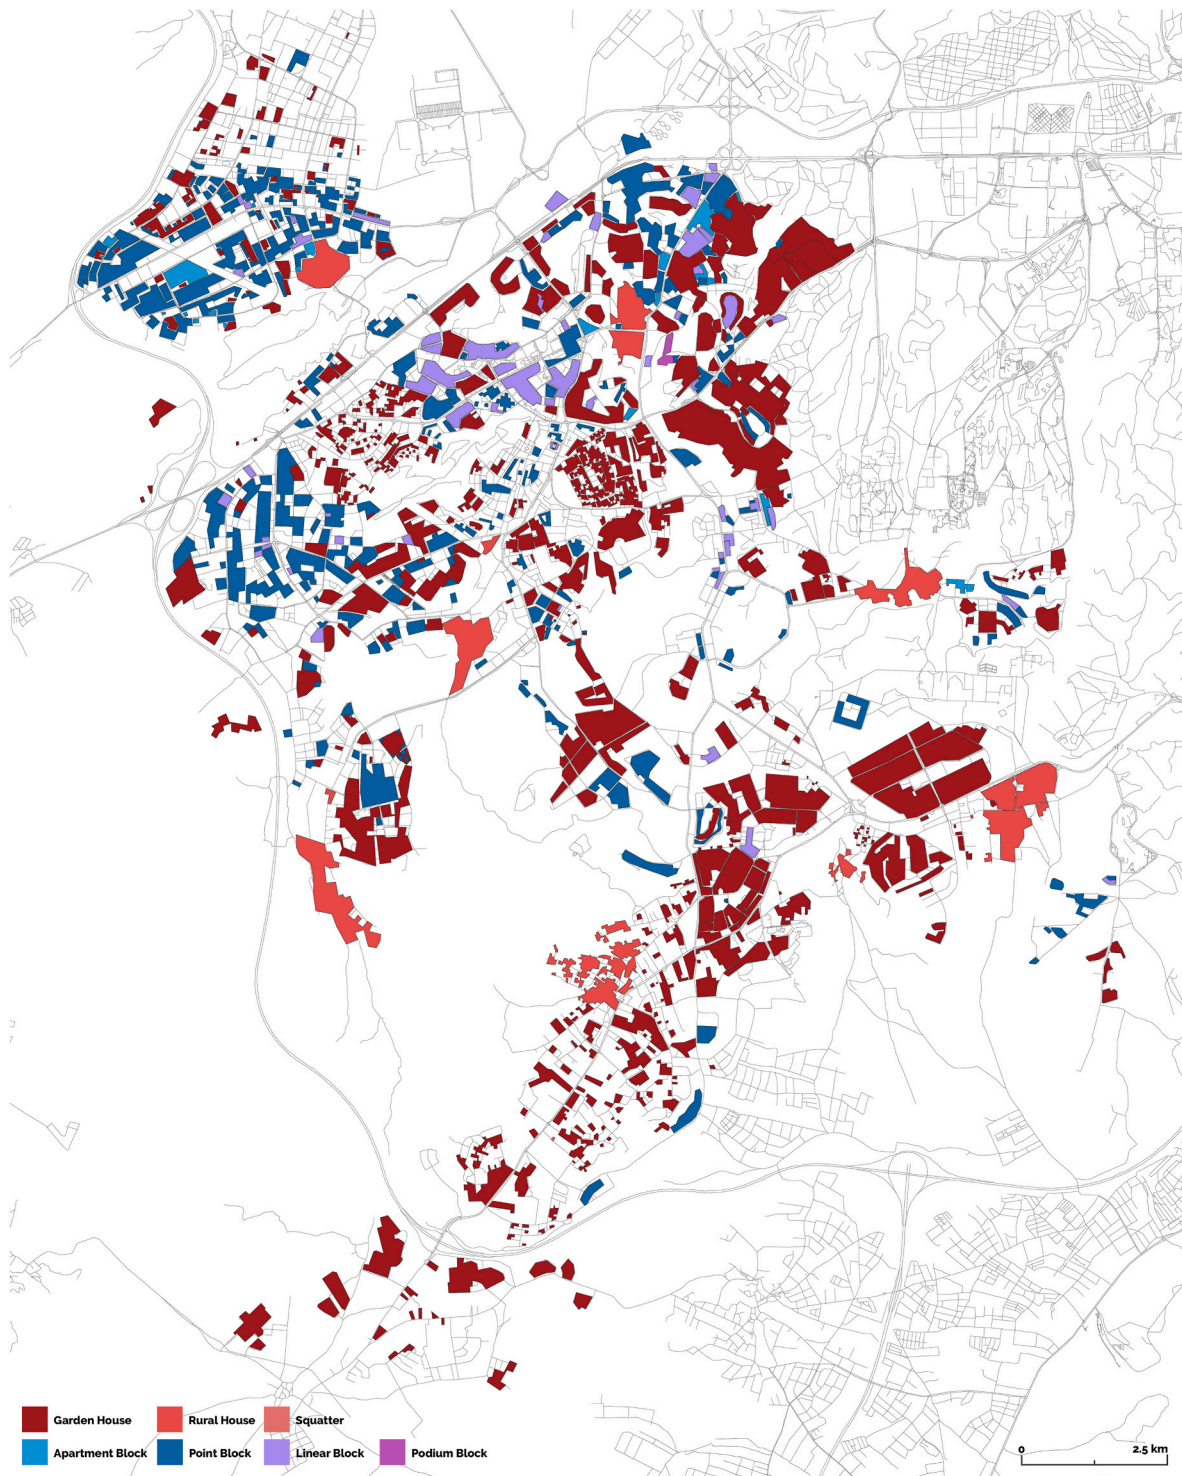 Garden House Rural House Squatter
Apartment Block Point Block Linear Block Podium Block
0 2.5 km